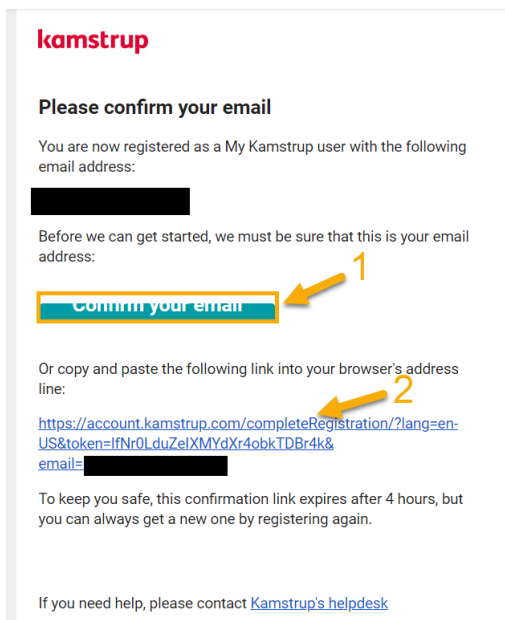 kamstrup
Please confirm your email
You are now registered as a My Kamstrup user with the following
email address:
Before we can get started, we must be sure that this is your email
address:
1
Confirm your email
Or copy and paste the following link into your browser's address
line:
2
https://account.kamstrup.com/completeRegistration/?lang=en-
US&token=IfNr0LduZeIXMYdXr4obkTDBr4k&
email=
To keep you safe, this confirmation link expires after 4 hours, but
you can always get a new one by registering again.
If you need help, please contact Kamstrup's helpdesk